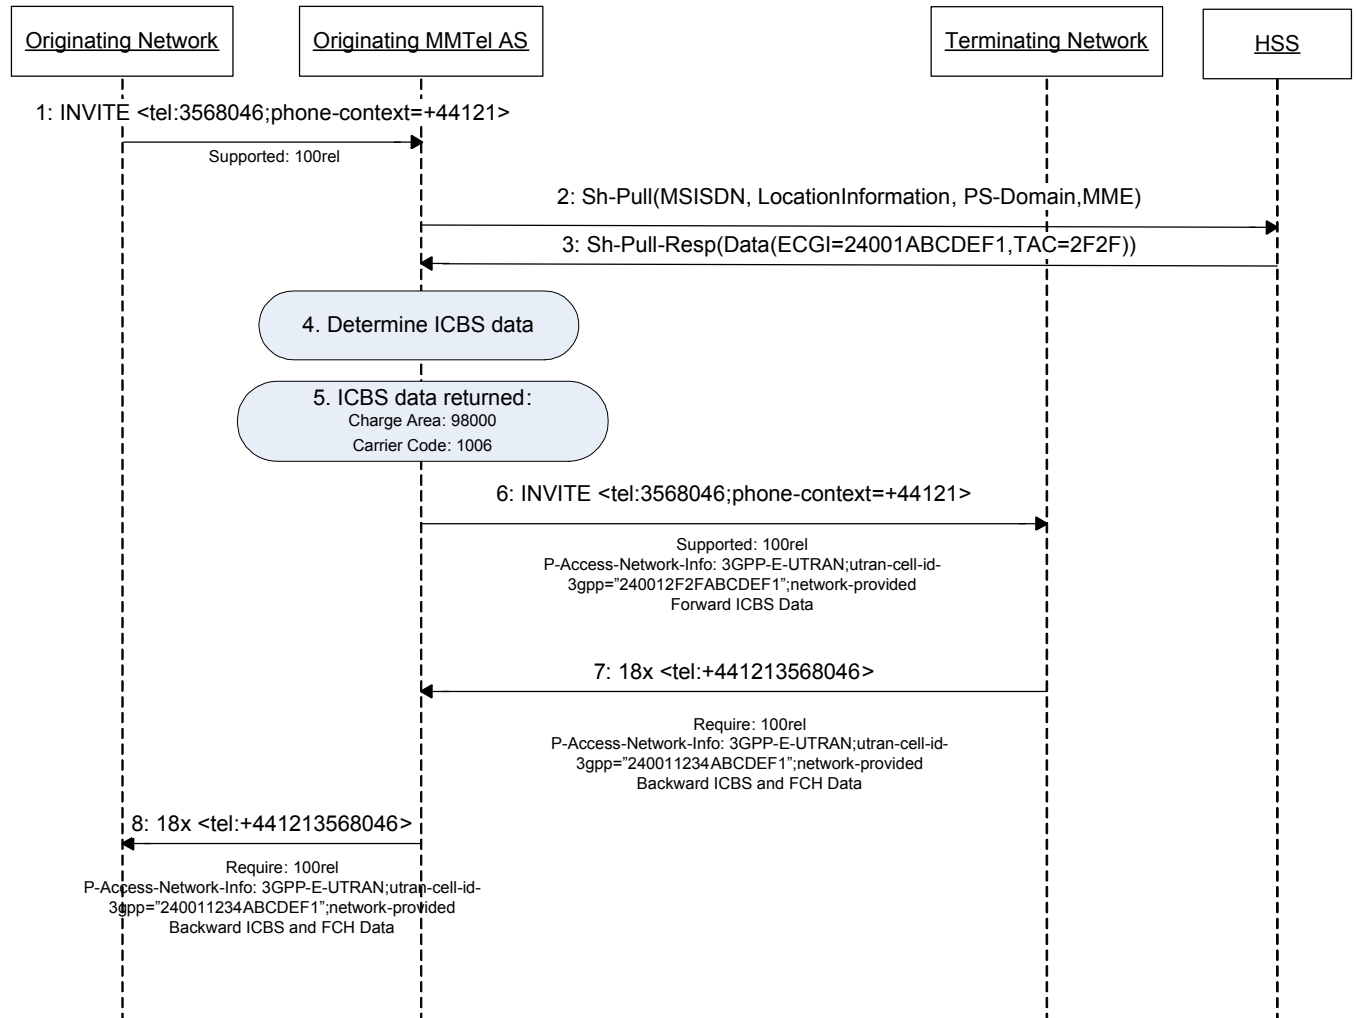 Originating Network
Originating MMTel AS
Terminating Network
HSS
1: INVITE <tel:3568046;phone-context=+44121>
Supported: 100rel
2: Sh-Pull(MSISDN, LocationInformation, PS-Domain,MME)
3: Sh-Pull-Resp(Data(ECGI=24001ABCDEF1,TAC=2F2F))
4. Determine ICBS data
5. ICBS data returned:
Charge Area: 98000
Carrier Code: 1006
6: INVITE <tel:3568046;phone-context=+44121>
Supported: 100rel
P-Access-Network-Info: 3GPP-E-UTRAN;utran-cell-id-
3gpp=”240012F2FABCDEF1”;network-provided
Forward ICBS Data
7: 18x <tel:+441213568046>
Require: 100rel
P-Access-Network-Info: 3GPP-E-UTRAN;utran-cell-id-
3gpp=”240011234ABCDEF1”;network-provided
Backward ICBS and FCH Data
8: 18x <tel:+441213568046>
Require: 100rel
P-Access-Network-Info: 3GPP-E-UTRAN;utran-cell-id-
3gpp=”240011234ABCDEF1”;network-provided
Backward ICBS and FCH Data